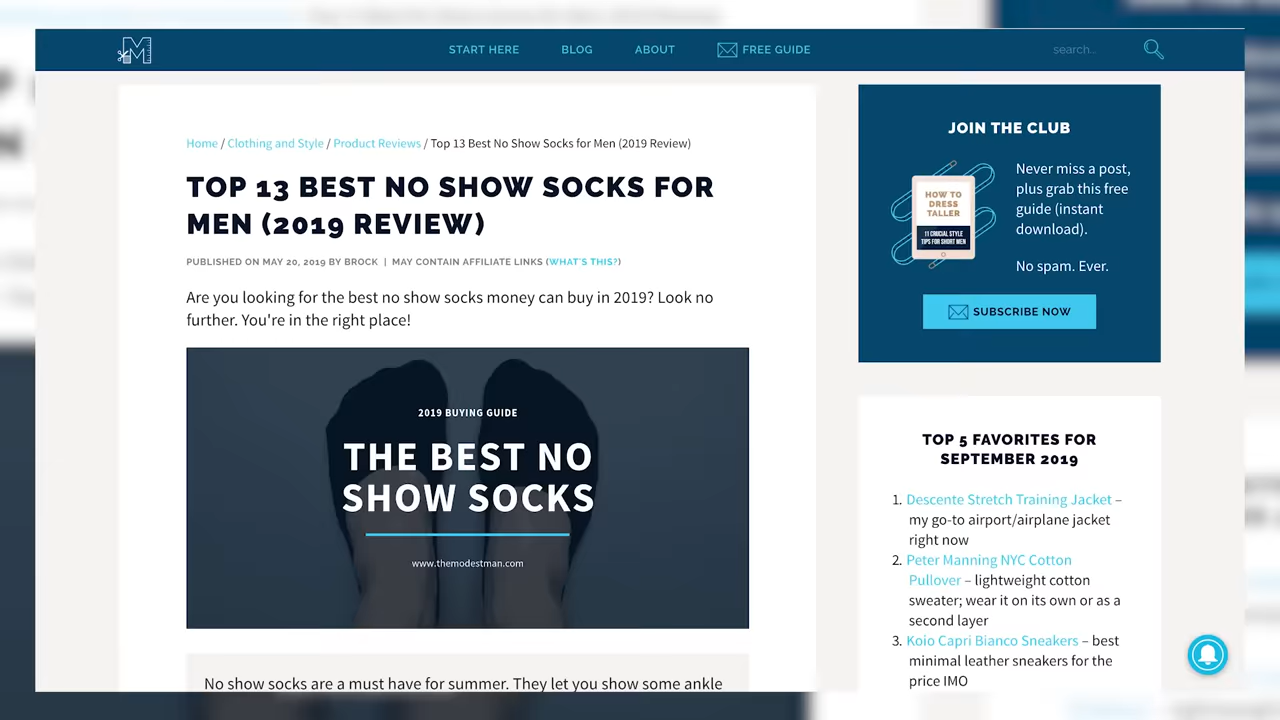 START HERE
BLOG
ABOUT
FREE GUIDE
search...
Home / Clothing and Style / Product Reviews / Top 13 Best No Show Socks for Men (2019 Review)
TOP 13 BEST NO SHOW SOCKS FOR
MEN (2019 REVIEW)
PUBLISHED ON MAY 20, 2019 BY BROCK | MAY CONTAIN AFFILIATE LINKS (WHAT'S THIS?)
Are you looking for the best no show socks money can buy in 2019? Look no
further. You're in the right place!
2019 BUYING GUIDE
THE BEST NO
SHOW SOCKS
www.themodestman.com
No show socks are a must have for summer. They let you show some ankle
JOIN THE CLUB
HOW TO
DRESS
TALLER
11 CRUCIAL STYLE
TIPS FOR SHORT MEN
Never miss a post,
plus grab this free
guide (instant
download).
No spam. Ever.
SUBSCRIBE NOW
TOP 5 FAVORITES FOR
SEPTEMBER 2019
1. Descente Stretch Training Jacket –
my go-to airport/airplane jacket
right now
2. Peter Manning NYC Cotton
Pullover – lightweight cotton
sweater; wear it on its own or as a
second layer
3. Koio Capri Bianco Sneakers – best
minimal leather sneakers for the
price IMO